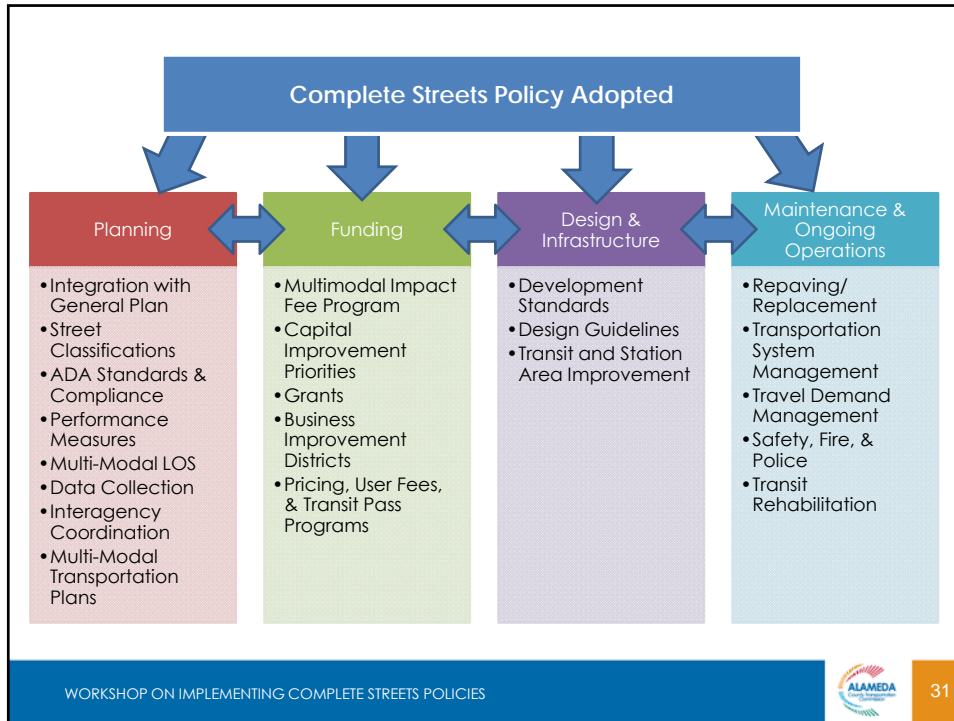 Complete Streets Policy Adopted
Planning
• Integration with
General Plan
• Street
Classifications
• ADA Standards &
Compliance
• Performance
Measures
• Multi-Modal LOS
• Data Collection
• Interagency
Coordination
• Multi-Modal
Transportation
Plans
Funding
• Multimodal Impact
Fee Program
• Capital
Improvement
Priorities
• Grants
• Business
Improvement
Districts
• Pricing, User Fees,
& Transit Pass
Programs
Design &
Infrastructure
• Development
Standards
• Design Guidelines
• Transit and Station
Area Improvement
Maintenance &
Ongoing
Operations
• Repaving/
Replacement
• Transportation
System
Management
• Travel Demand
Management
• Safety, Fire, &
Police
• Transit
Rehabilitation
WORKSHOP ON IMPLEMENTING COMPLETE STREETS POLICIES
ALAMEDA
County Transportation
Commission
31